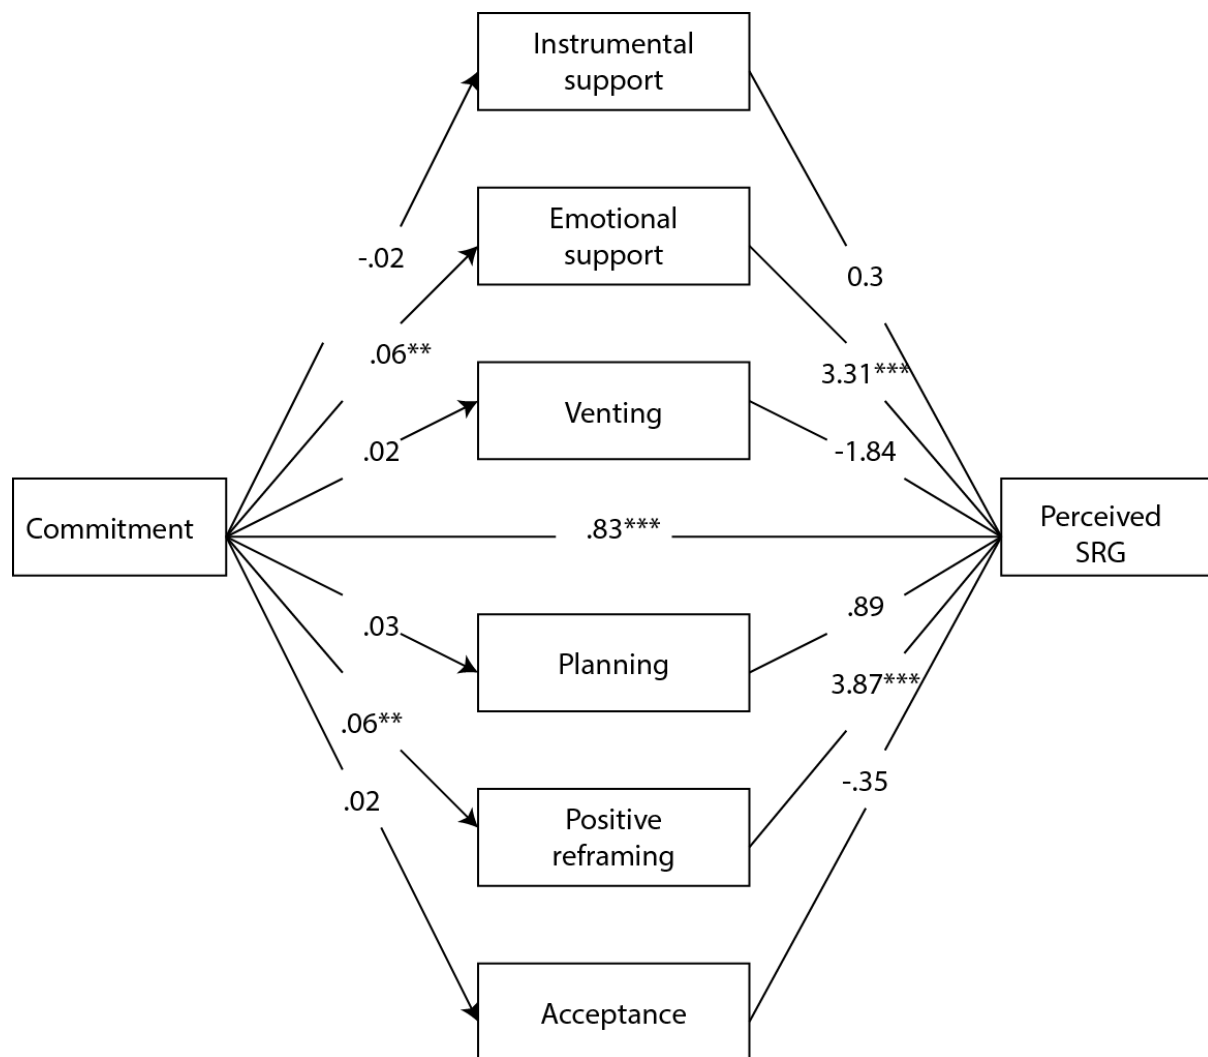 Instrumental
support
Emotional
support
-.02
0.3
.06**
3.31***
Venting
.02
-1.84
Commitment
.83***
Perceived
SRG
.03
.89
Planning
3.87***
.06**
-.35
.02
Positive
reframing
Acceptance